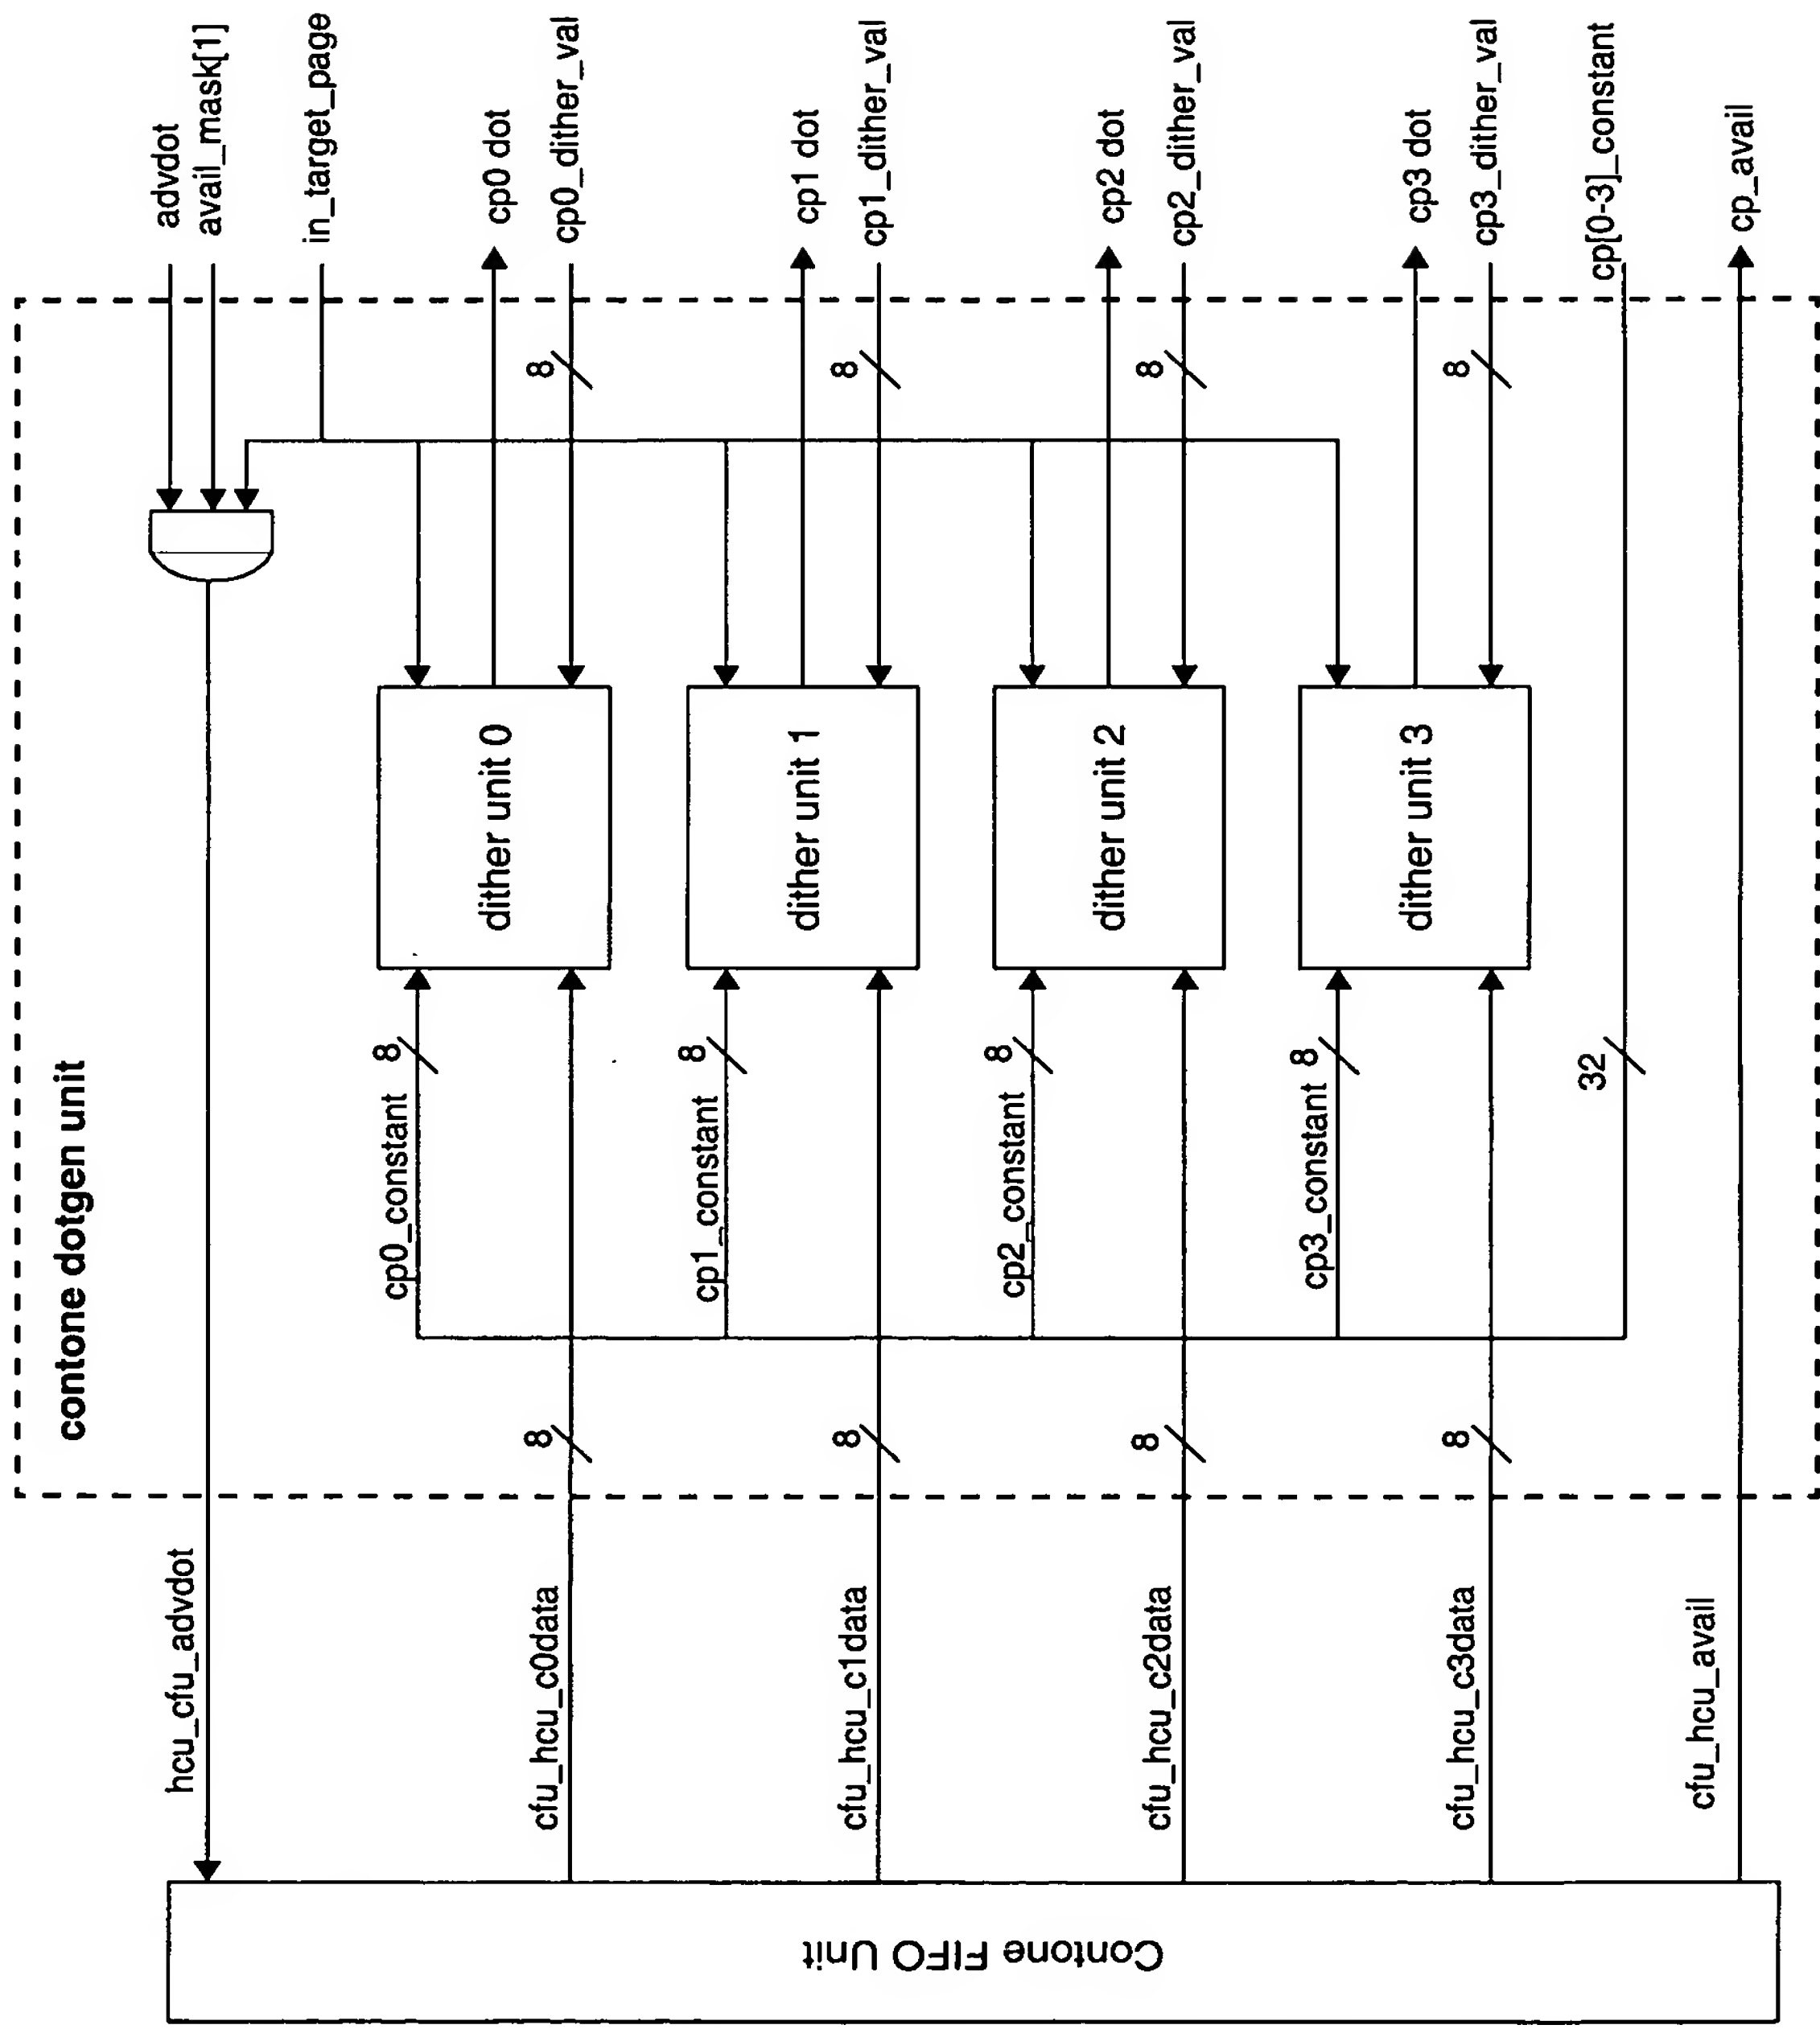 contone dotgen unit
advdot
avail_mask[1]
in_target_page
hcu_cfu_advdot
cp0 dot
cp0_dither_val
8
dither unit 0
cp0_constant
8
8
cfu_hcu_c0data
cp1 dot
cp1_dither_val
8
dither unit 1
cp1_constant
8
8
cfu_hcu_c1data
cp2 dot
cp2_dither_val
8
dither unit 2
cp2_constant
8
8
cfu_hcu_c2data
cp3 dot
cp3_dither_val
8
dither unit 3
cp3_constant
8
8
cfu_hcu_c3data
cp[0-3]_constant
32
cfu_hcu_avail
cp_avail
Contone FIFO Unit